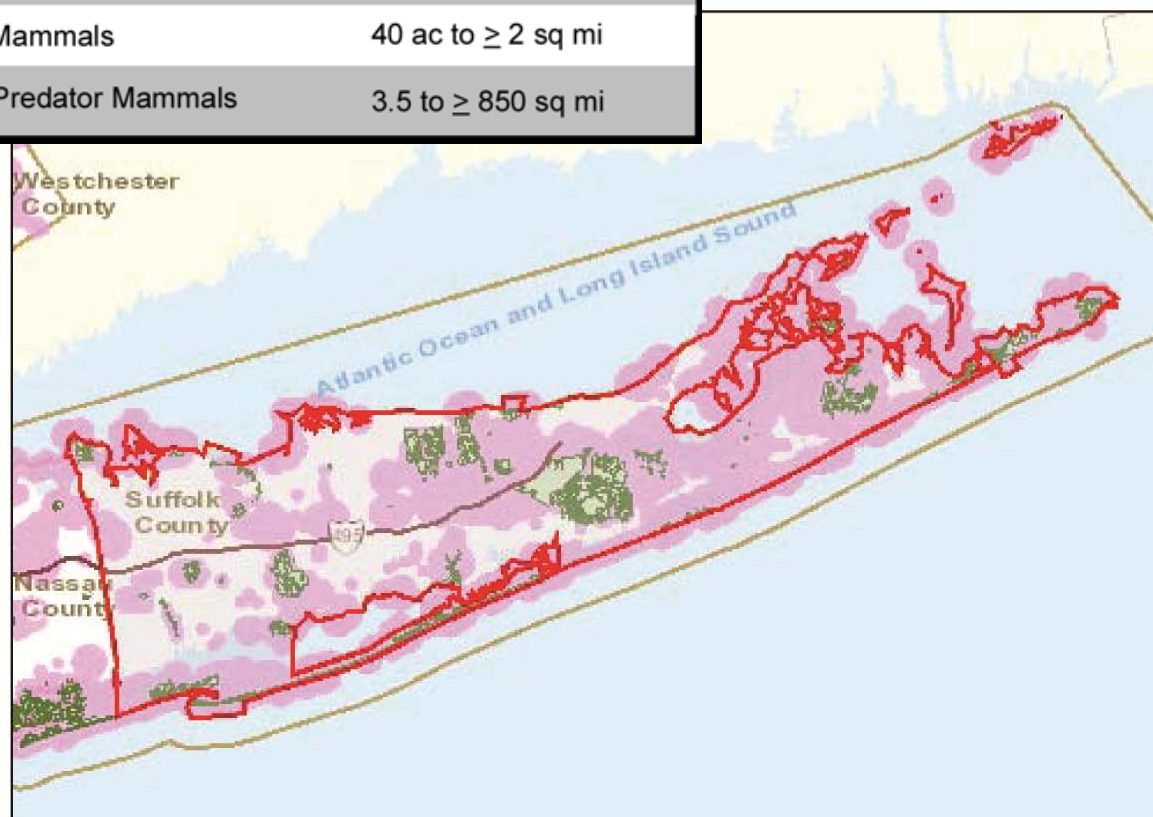 Mammals 40 ac to ≥ 2 sq mi
Predator Mammals 3.5 to ≥ 850 sq mi
Westchester
County
Atlantic Ocean and Long Island Sound
Suffolk
County
495
Nassau
County